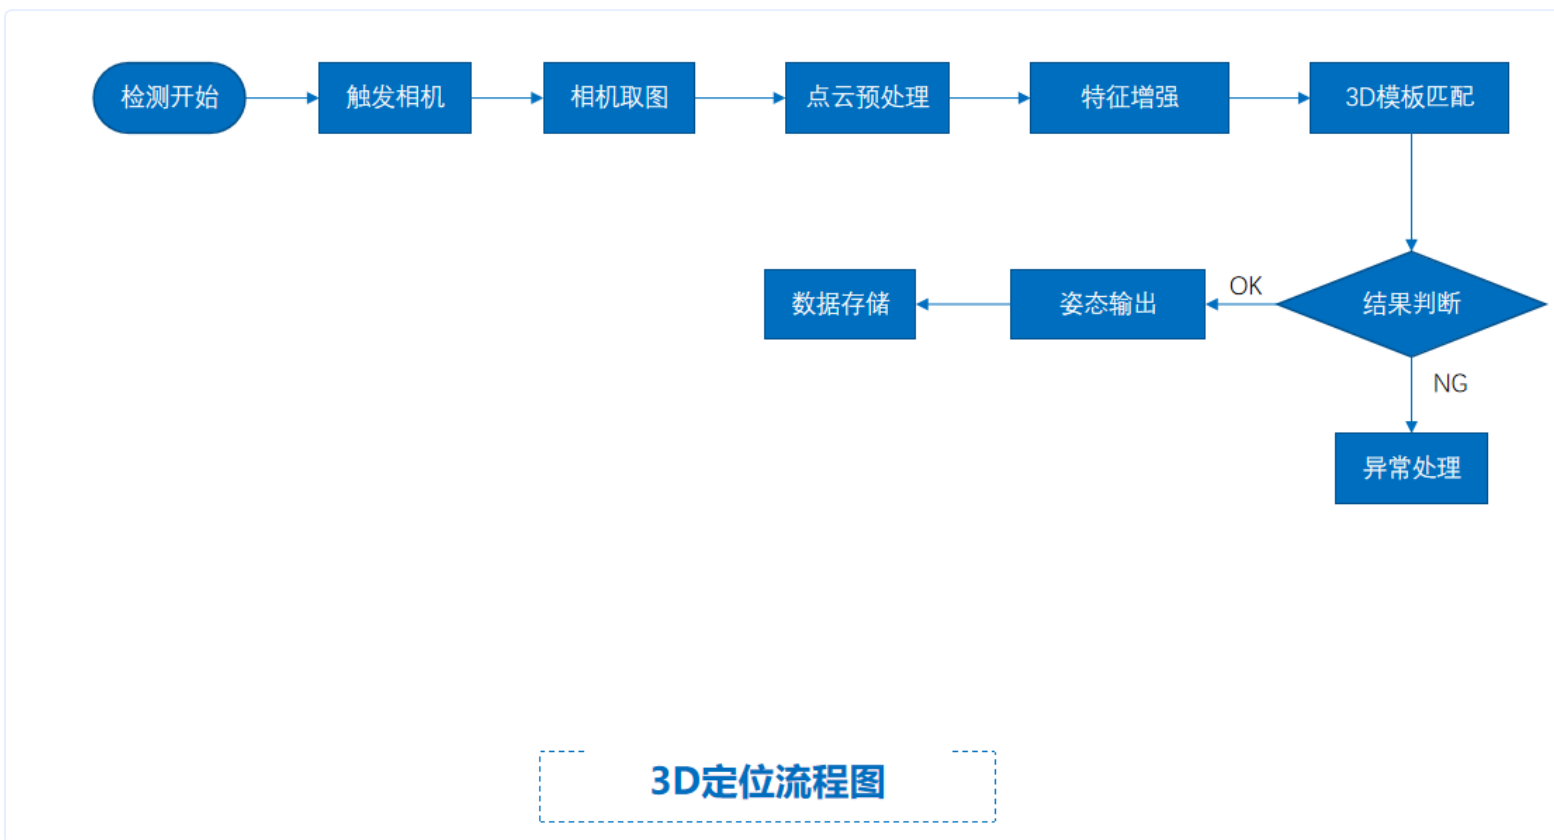 检测开始
触发相机
相机取图
点云预处理
特征增强
3D模板匹配
数据存储
姿态输出
OK
结果判断
NG
异常处理
3D定位流程图